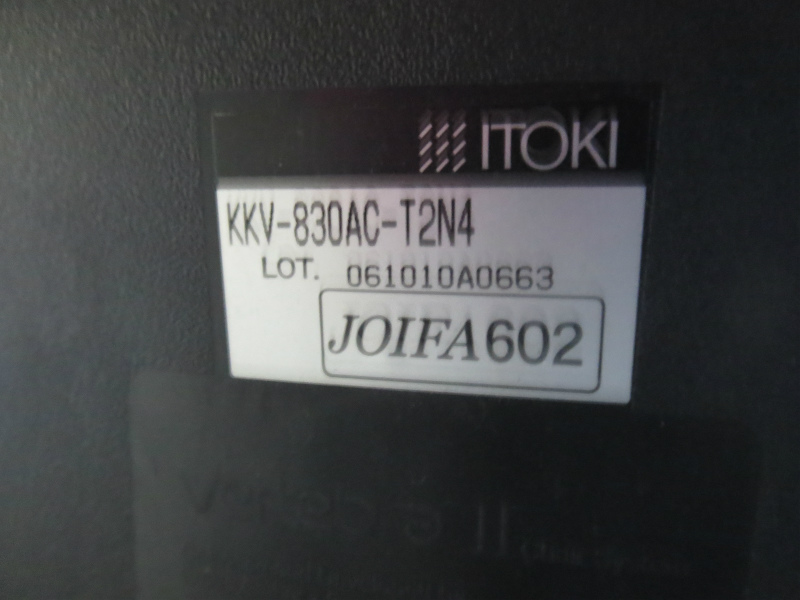 ITOKI
KKV-830AC-T2N4
LOT. 061010A0663
JOIFA602